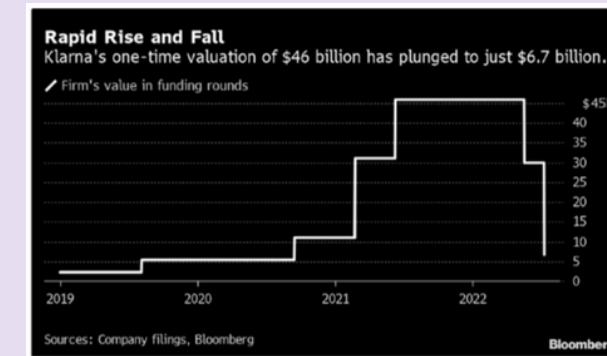 Rapid Rise and Fall
Klarna's one-time valuation of $46 billion has plunged to just $6.7 billion.
Firm's value in funding rounds
$45
40
35
30
25
20
15
10
5
0
2019 2020 2021 2022
Sources: Company filings, Bloomberg
Bloomber